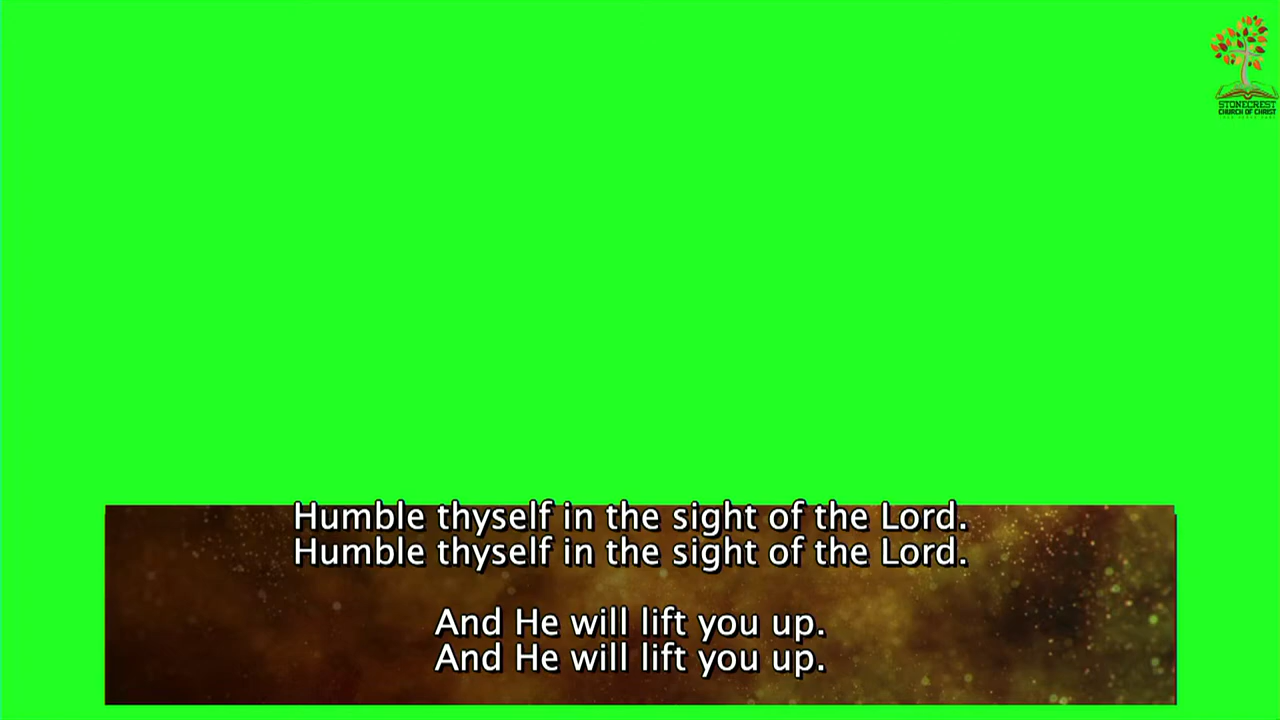 STONECREST
CHURCH OF CHRIST
Humble thyself in the sight of the Lord.
Humble thyself in the sight of the Lord.
And He will lift you up.
And He will lift you up.